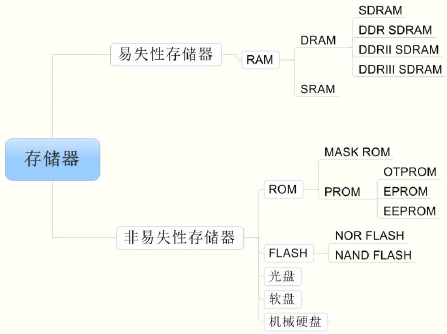 存储器
易失性存储器
RAM
DRAM
SDRAM
DDR SDRAM
DDRII SDRAM
DDRIII SDRAM
SRAM
非易失性存储器
ROM
MASK ROM
PROM
OTPROM
EPROM
EEPROM
FLASH
NOR FLASH
NAND FLASH
光盘
软盘
机械硬盘